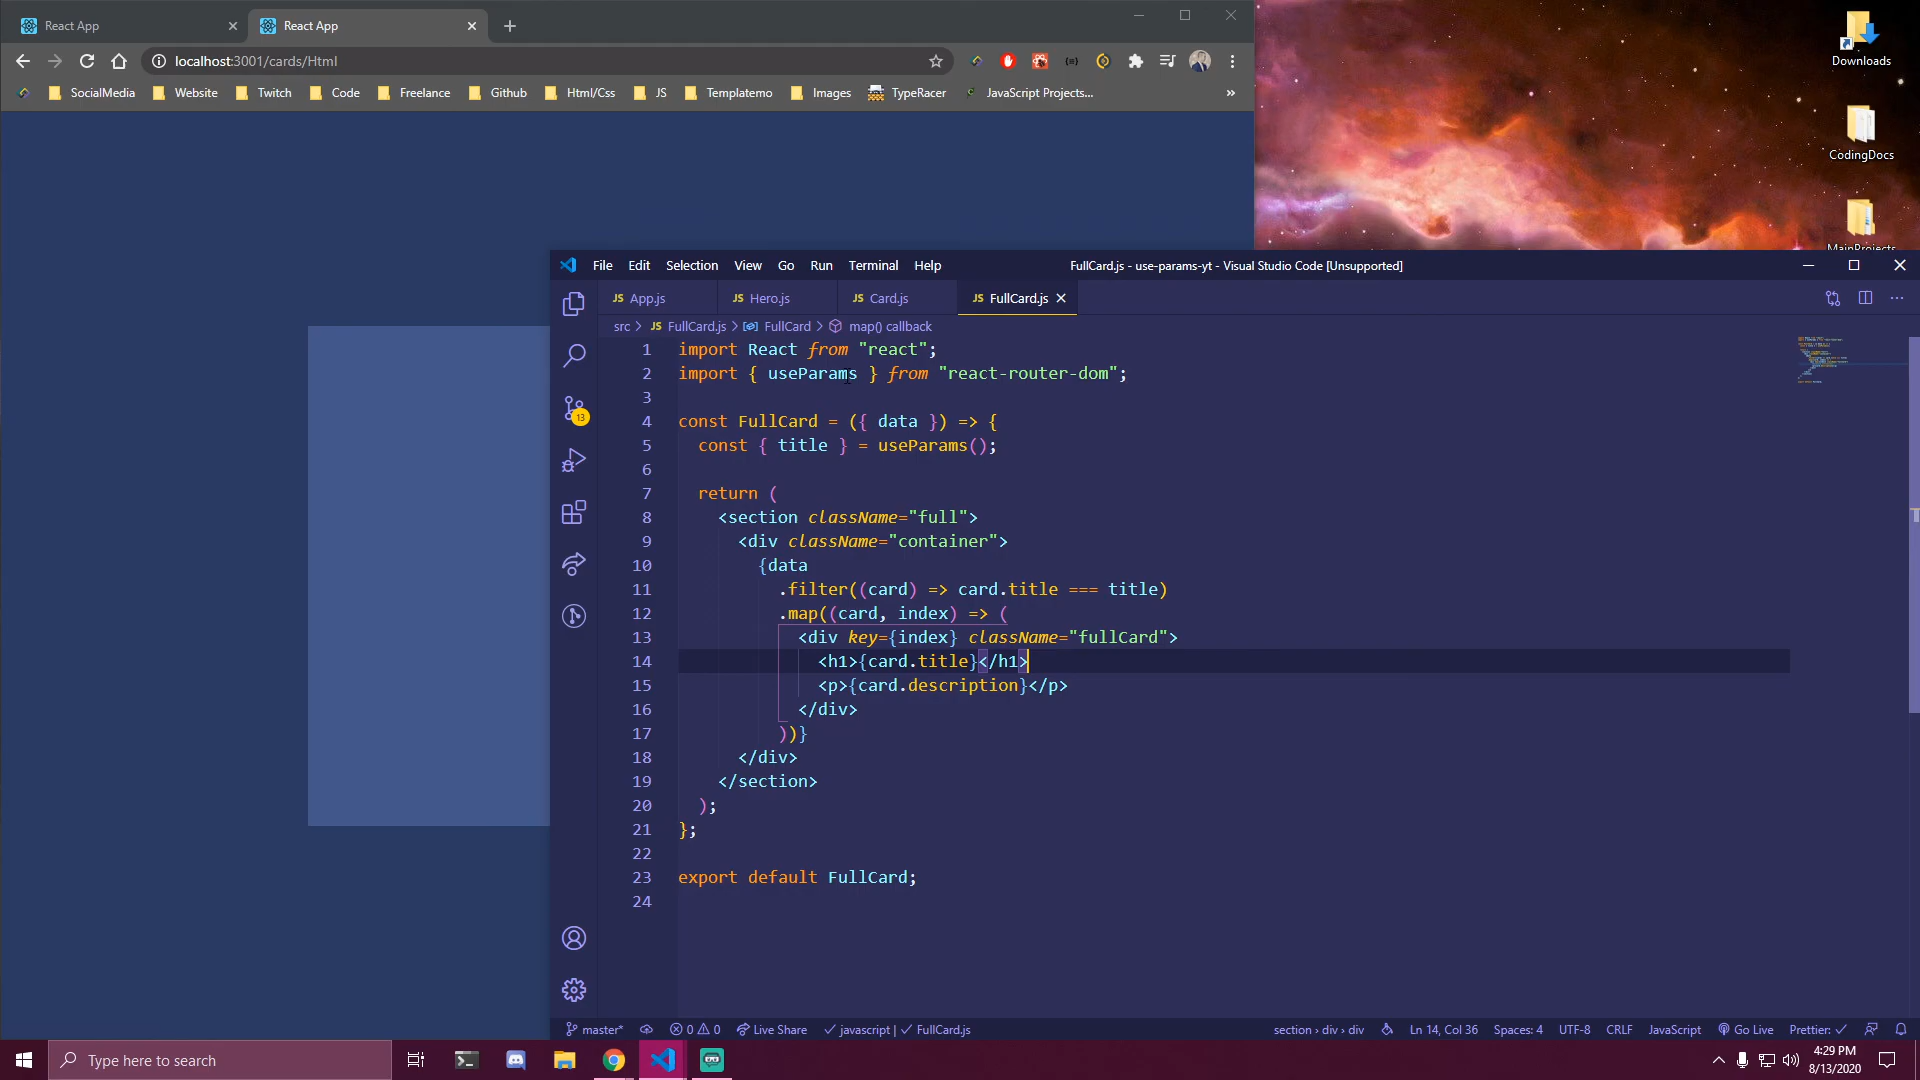 React App
React App
localhost:3001/cards/Html
SocialMedia
Website
Twitch
Code
Freelance
Github
Html/Css
JS
Templatemo
Images
TypeRacer
JavaScript Projects...
»
Downloads
CodingDocs
MainProjects
File Edit Selection View Go Run Terminal Help
FullCard.js - use-params-yt - Visual Studio Code [Unsupported]
JS App.js
JS Hero.js
JS Card.js
JS FullCard.js
src > JS FullCard.js > FullCard > map() callback
1 import React from "react";
2 import { useParams } from "react-router-dom";
3
4 const FullCard = ({ data }) => {
5 const { title } = useParams();
6
7 return (
8 <section className="full">
9 <div className="container">
10 {data
11 .filter((card) => card.title === title)
12 .map((card, index) => (
13 <div key={index} className="fullCard">
14 <h1>{card.title}</h1>
15 <p>{card.description}</p>
16 </div>
17 ))}
18 </div>
19 </section>
20 );
21 };
22
23 export default FullCard;
24
13
master* 0 0 Live Share javascript | FullCard.js
section › div › div Ln 14, Col 36 Spaces: 4 UTF-8 CRLF JavaScript Go Live Prettier:
Type here to search
4:29 PM
8/13/2020